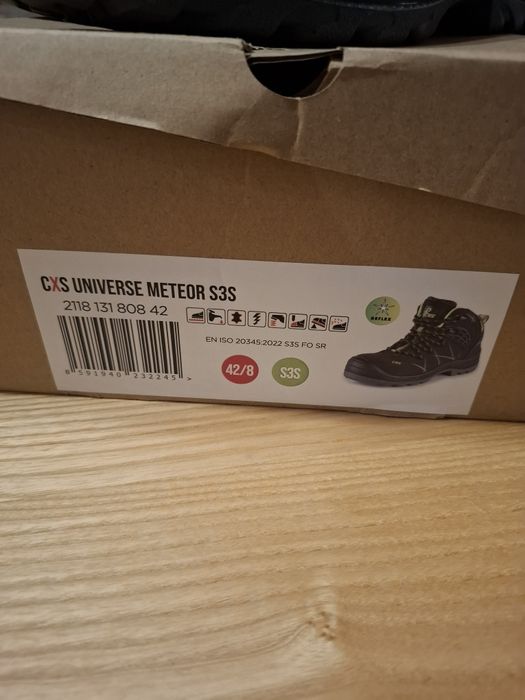 CXS UNIVERSE METEOR S3S
2118 131 808 42
REFLEX
EN ISO 20345:2022 S3S FO SR
42/8
S3S
8 591940 232245 >